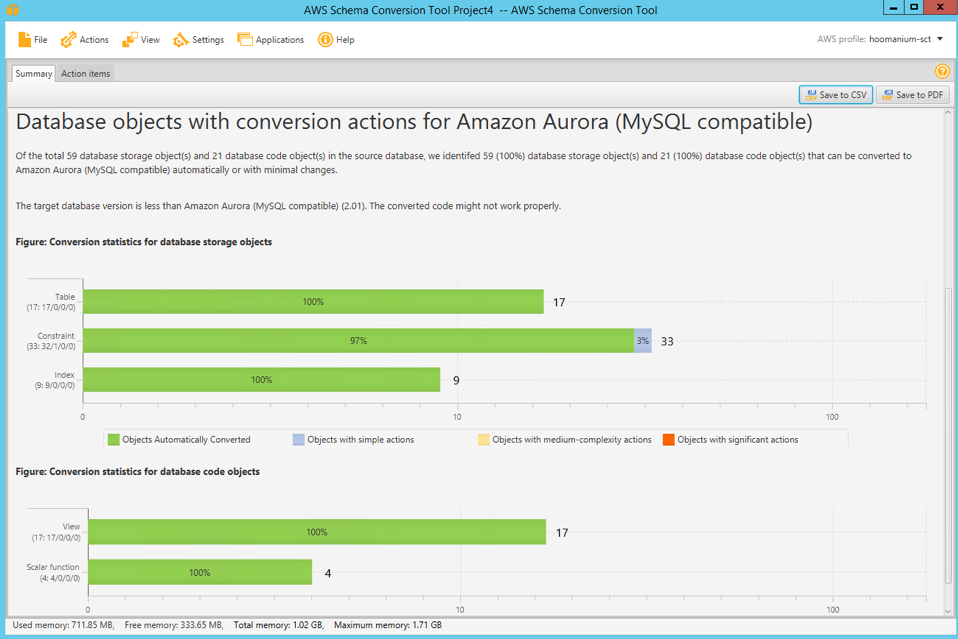 AWS Schema Conversion Tool Project4 -- AWS Schema Conversion Tool
File Actions View Settings Applications Help AWS profile: hoomanium-sct
Summary Action items
Save to CSV Save to PDF
Database objects with conversion actions for Amazon Aurora (MySQL compatible)
Of the total 59 database storage object(s) and 21 database code object(s) in the source database, we identifed 59 (100%) database storage object(s) and 21 (100%) database code object(s) that can be converted to
Amazon Aurora (MySQL compatible) automatically or with minimal changes.
The target database version is less than Amazon Aurora (MySQL compatible) (2.01). The converted code might not work properly.
Figure: Conversion statistics for database storage objects
Table
(17: 17/0/0/0)
100%
17
Constraint
(33: 32/1/0/0)
97%
3%
33
Index
(9: 9/0/0/0)
100%
9
0 10 100
Objects Automatically Converted Objects with simple actions Objects with medium-complexity actions Objects with significant actions
Figure: Conversion statistics for database code objects
View
(17: 17/0/0/0)
100%
17
Scalar function
(4: 4/0/0/0)
100%
4
0 10 100
Used memory: 711.85 MB, Free memory: 333.65 MB, Total memory: 1.02 GB, Maximum memory: 1.71 GB